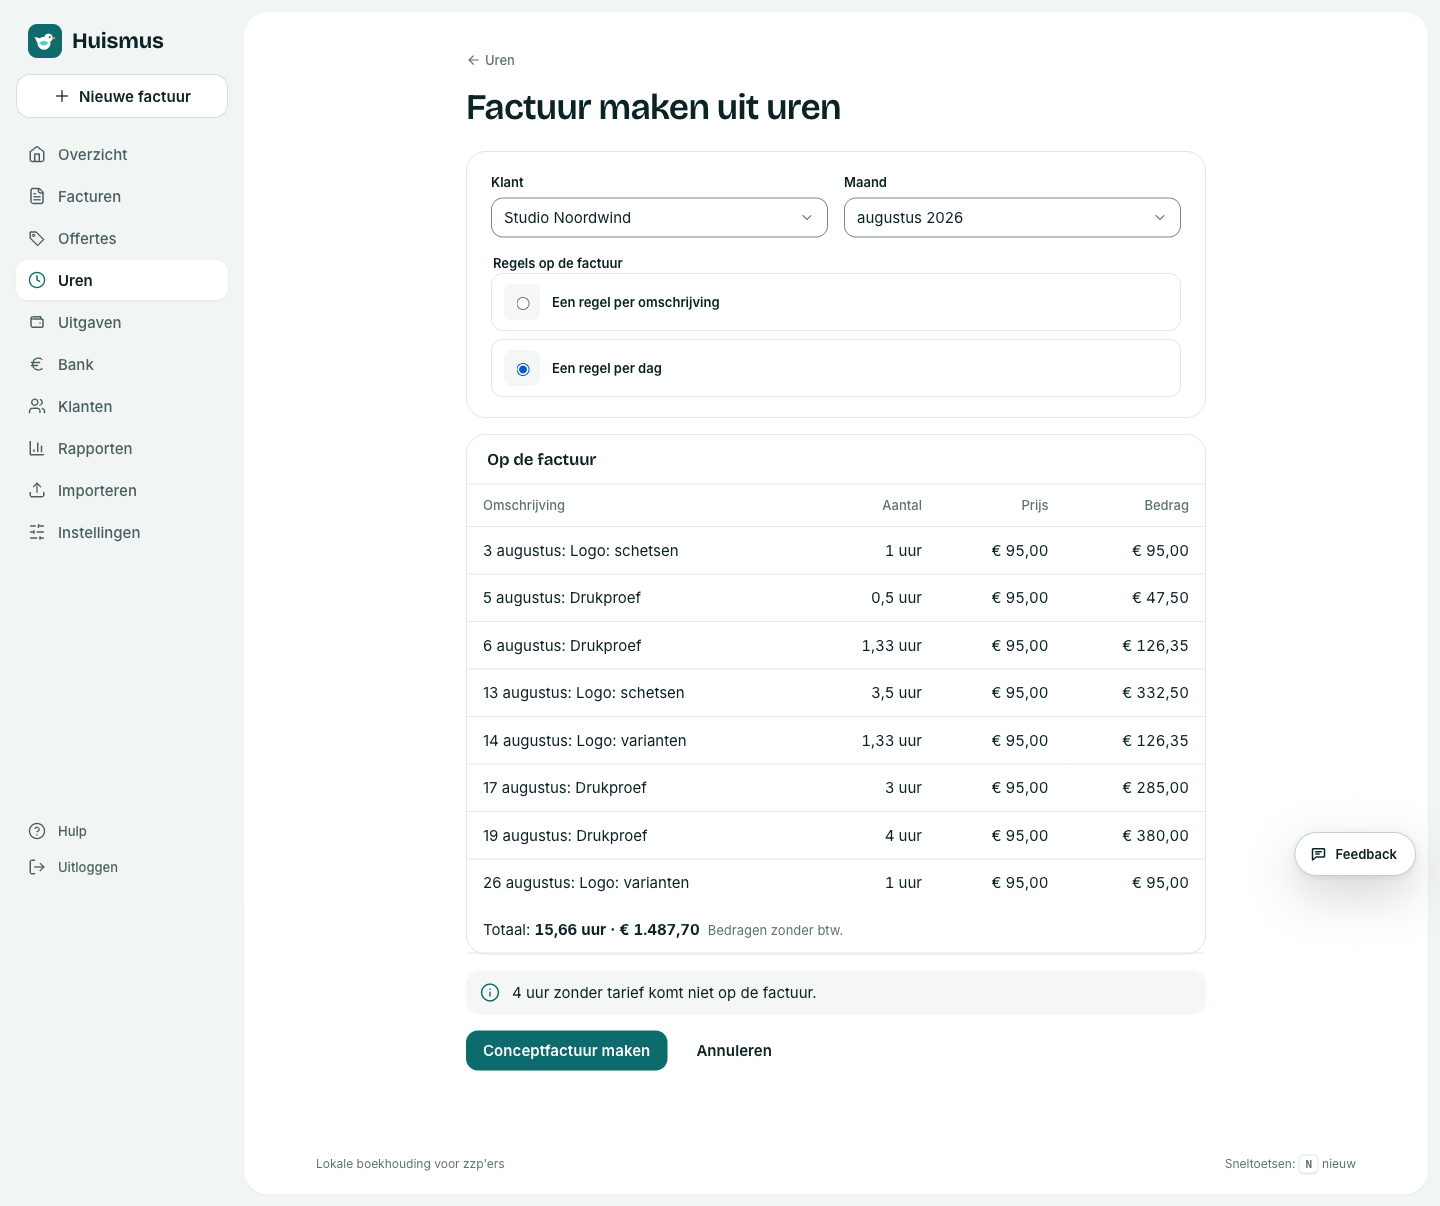 Huismus
Nieuwe factuur
Overzicht
Facturen
Offertes
Uren
Uitgaven
Bank
Klanten
Rapporten
Importeren
Instellingen
Hulp
Uitloggen
← Uren
Factuur maken uit uren
Klant
Maand
Studio Noordwind
augustus 2026
Regels op de factuur
Een regel per omschrijving
Een regel per dag
Op de factuur
Omschrijving Aantal Prijs Bedrag
3 augustus: Logo: schetsen 1 uur € 95,00 € 95,00
5 augustus: Drukproef 0,5 uur € 95,00 € 47,50
6 augustus: Drukproef 1,33 uur € 95,00 € 126,35
13 augustus: Logo: schetsen 3,5 uur € 95,00 € 332,50
14 augustus: Logo: varianten 1,33 uur € 95,00 € 126,35
17 augustus: Drukproef 3 uur € 95,00 € 285,00
19 augustus: Drukproef 4 uur € 95,00 € 380,00
26 augustus: Logo: varianten 1 uur € 95,00 € 95,00
Totaal: 15,66 uur · € 1.487,70 Bedragen zonder btw.
4 uur zonder tarief komt niet op de factuur.
Conceptfactuur maken
Annuleren
Feedback
Lokale boekhouding voor zzp'ers
Sneltoetsen: N nieuw